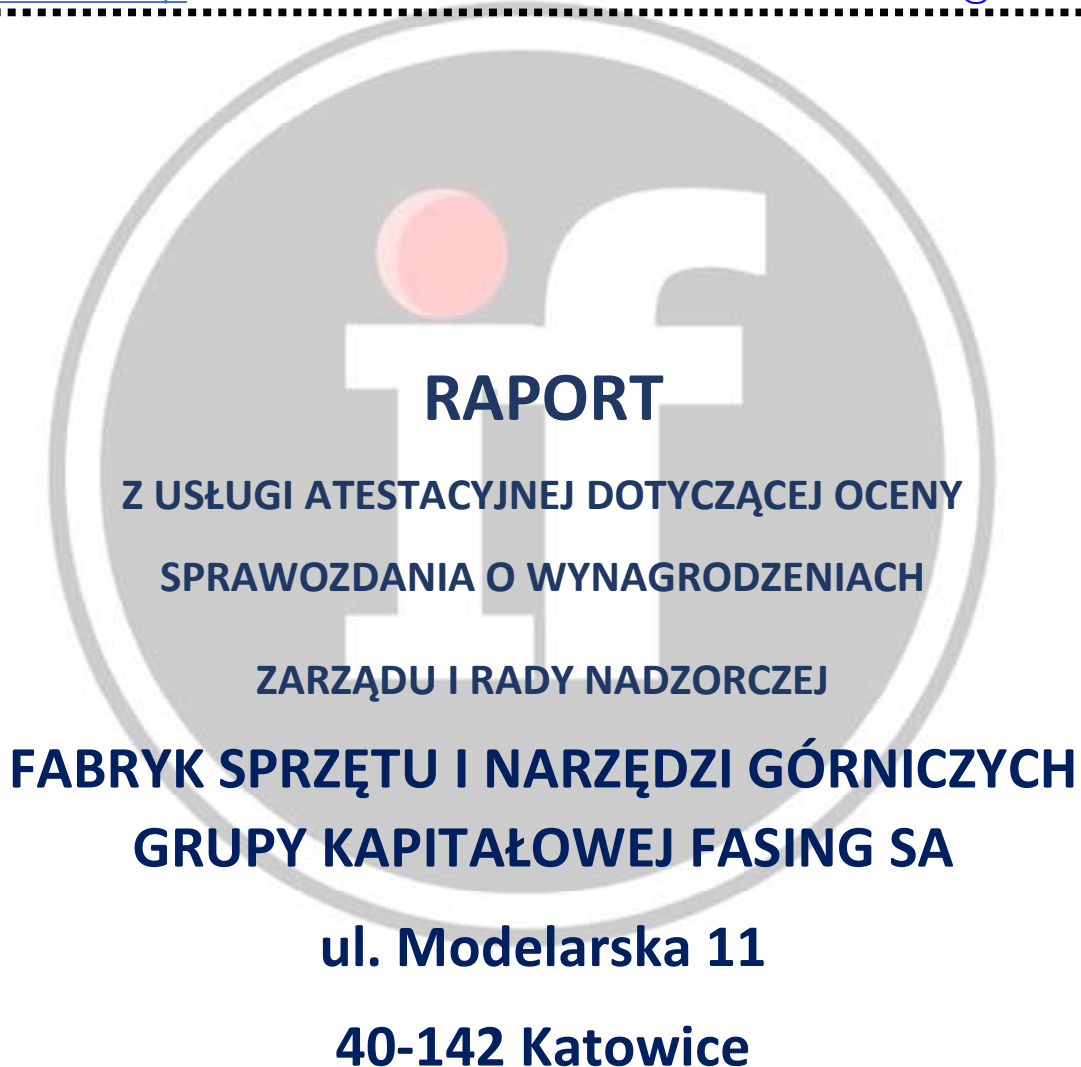 RAPORT
Z USŁUGI ATESTACYJNEJ DOTYCZĄCEJ OCENY
SPRAWOZDANIA O WYNAGRODZENIACH
ZARZĄDU I RADY NADZORCZEJ
FABRYK SPRZĘTU I NARZĘDZI GÓRNICZYCH
GRUPY KAPITAŁOWEJ FASING SA
ul. Modelarska 11
40-142 Katowice
if